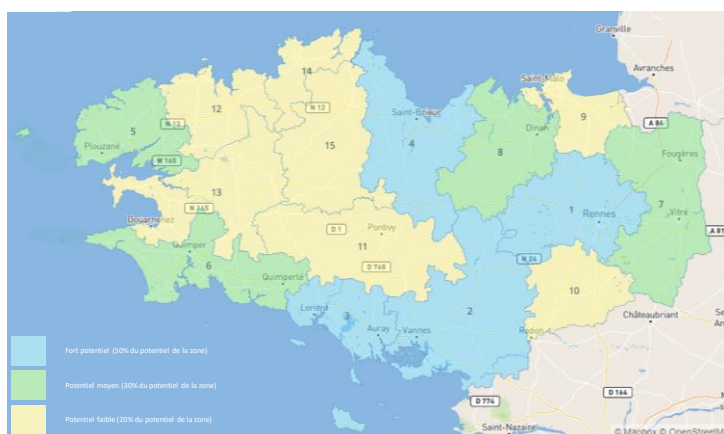 Granville
Avranches
Saint-Malo
14
12
N 12
N 12
Saint-Brieuc
A 84
9
5
Plouzané
15
4
Dinan
8
Fougères
N 165
1
Rennes
7
Vitré
13
A 81
Douarnenez
N 165
D 1
Pontivy
Quimper
11
6
D 768
N 24
Quimperlé
10
2
Lorient
3
Châteaubriant
Auray
Vannes
Redon
Fort potentiel (50% du potentiel de la zone)
Potentiel moyen (30% du potentiel de la zone)
D 164
D 774
Potentiel faible (20% du potentiel de la zone)
Saint-Nazaire
© Mapbox © OpenStreetM